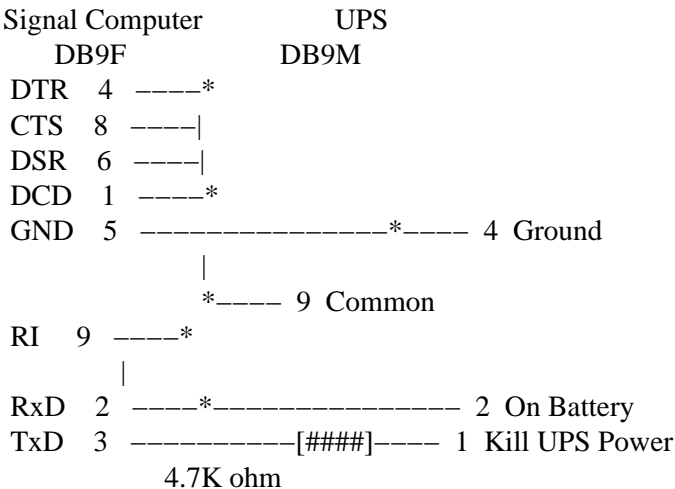 Signal Computer UPS
DB9F DB9M
DTR 4 −−−−*
CTS 8 −−−−|
DSR 6 −−−−|
DCD 1 −−−−*
GND 5 −−−−−−−−−−−−−−−*−−−− 4 Ground
|
*−−−− 9 Common
RI 9 −−−−*
|
RxD 2 −−−−*−−−−−−−−−−−−−−− 2 On Battery
TxD 3 −−−−−−−−−−[####]−−−− 1 Kill UPS Power
4.7K ohm